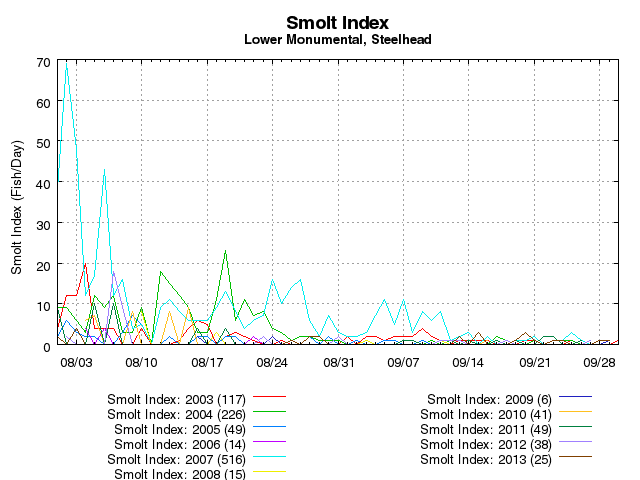 Smolt Index
Lower Monumental, Steelhead
Smolt Index (Fish/Day)
70
60
50
40
30
20
10
0
08/03 08/10 08/17 08/24 08/31 09/07 09/14 09/21 09/28
Smolt Index: 2003 (117)
Smolt Index: 2004 (226)
Smolt Index: 2005 (49)
Smolt Index: 2006 (14)
Smolt Index: 2007 (516)
Smolt Index: 2008 (15)
Smolt Index: 2009 (6)
Smolt Index: 2010 (41)
Smolt Index: 2011 (49)
Smolt Index: 2012 (38)
Smolt Index: 2013 (25)